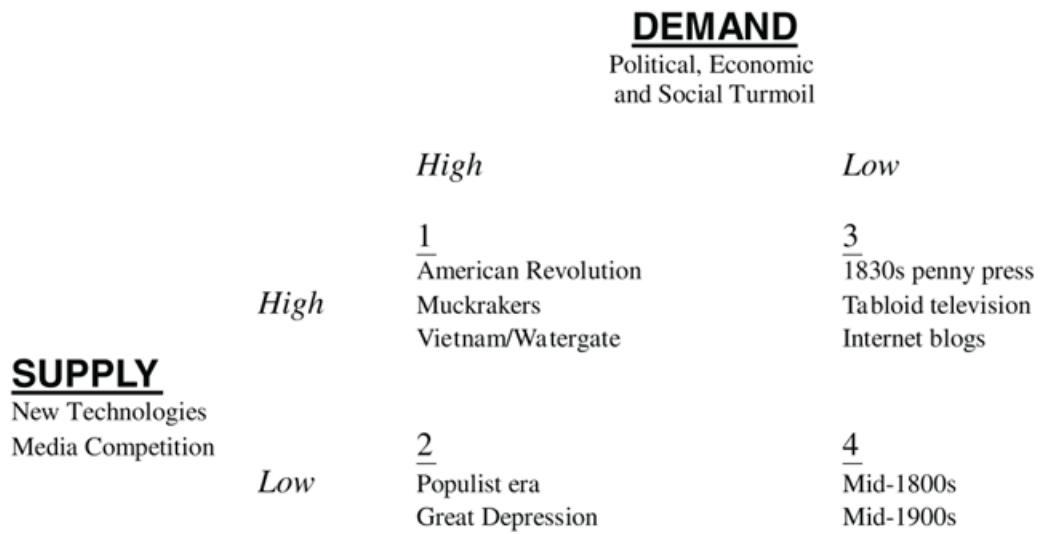 DEMAND
Political, Economic
and Social Turmoil
High
Low
1
3
American Revolution
1830s penny press
High
Muckrakers
Tabloid television
Vietnam/Watergate
Internet blogs
SUPPLY
New Technologies
Media Competition
2
4
Low
Populist era
Mid-1800s
Great Depression
Mid-1900s